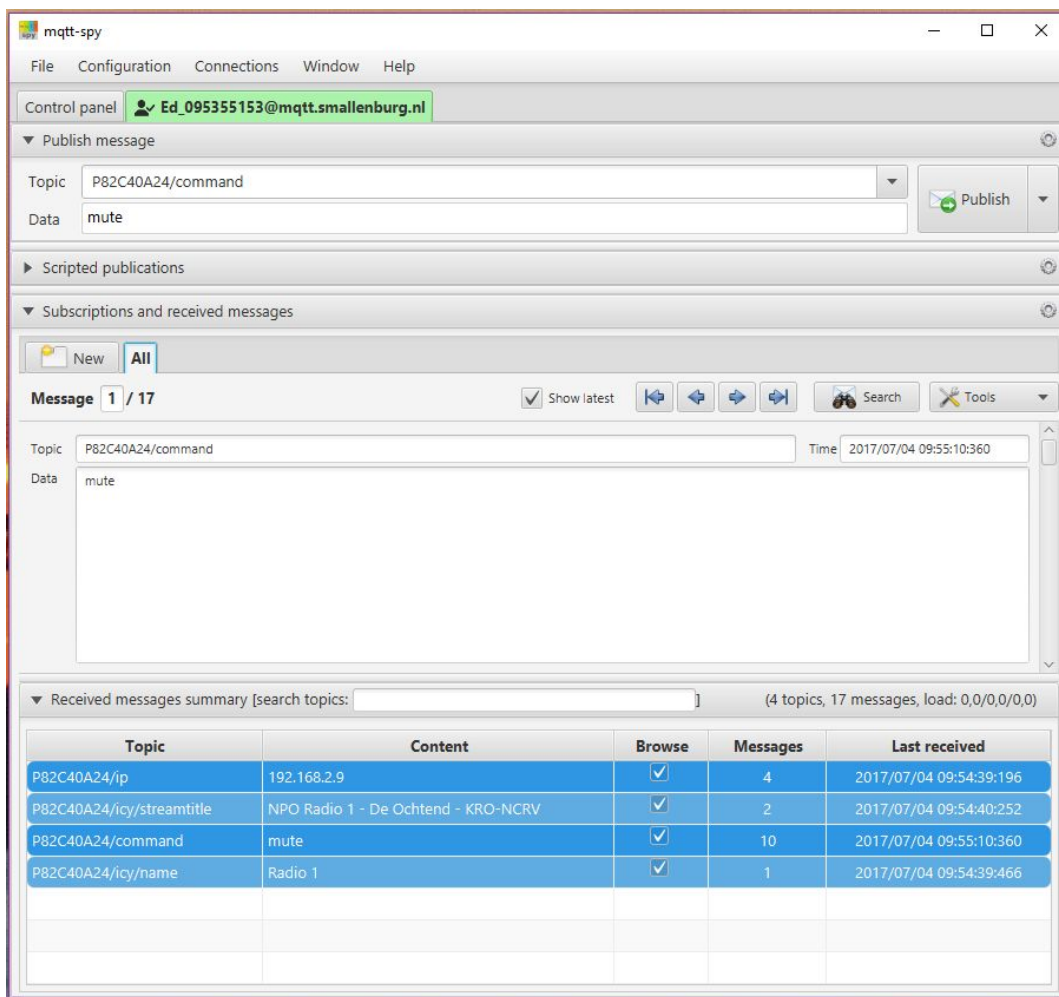 mqtt-spy
File Configuration Connections Window Help
Control panel Ed_095355153@mqtt.smallenburg.nl
Publish message
Topic P82C40A24/command
Publish
Data mute
Scripted publications
Subscriptions and received messages
New All
Message 1 / 17 Show latest Search Tools
Topic P82C40A24/command Time 2017/07/04 09:55:10:360
Data mute
Received messages summary [search topics: ] (4 topics, 17 messages, load: 0,0/0,0/0,0)
Topic Content Browse Messages Last received
P82C40A24/ip 192.168.2.9 4 2017/07/04 09:54:39:196
P82C40A24/icy/streamtitle NPO Radio 1 - De Ochtend - KRO-NCRV 2 2017/07/04 09:54:40:252
P82C40A24/command mute 10 2017/07/04 09:55:10:360
P82C40A24/icy/name Radio 1 1 2017/07/04 09:54:39:466